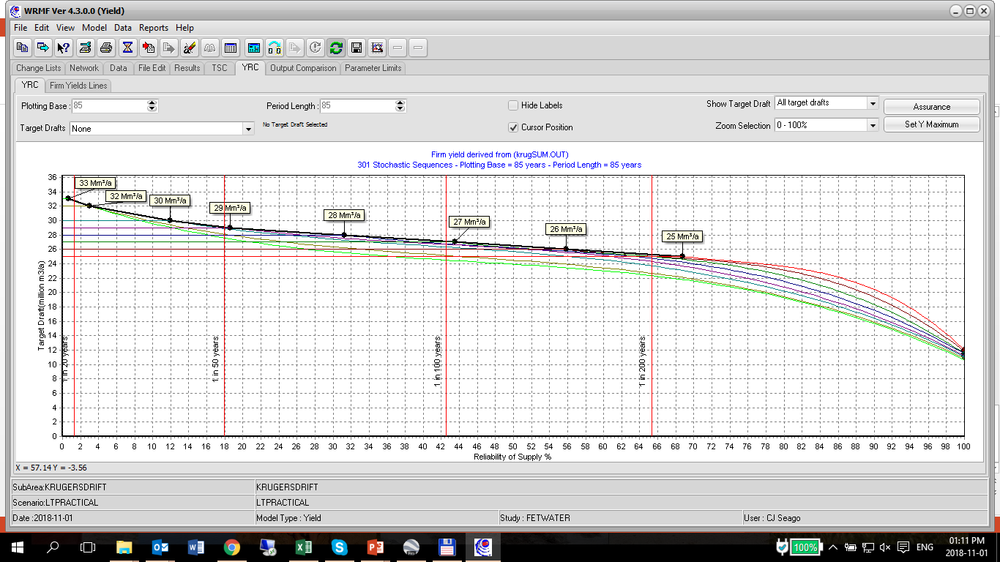 WRMF Ver 4.3.0.0 (Yield)
File Edit View Model Data Reports Help
Change Lists Network Data File Edit Results TSC YRC Output Comparison Parameter Limits
YRC Firm Yields Lines
Plotting Base : 85 Period Length : 85 Hide Labels Show Target Draft All target drafts Assurance
Target Drafts None No Target Draft Selected Cursor Position Zoom Selection 0 - 100% Set Y Maximum
Firm yield derived from (krugSUM.OUT)
301 Stochastic Sequences - Plotting Base = 85 years - Period Length = 85 years
33 Mm³/a
32 Mm³/a
30 Mm³/a
29 Mm³/a
28 Mm³/a
27 Mm³/a
26 Mm³/a
25 Mm³/a
36
34
32
30
28
26
24
22
20
18
16
14
12
10
8
6
4
2
0
Target Draft(million m3/a)
1 in 20 years
1 in 50 years
1 in 100 years
1 in 200 years
0 2 4 6 8 10 12 14 16 18 20 22 24 26 28 30 32 34 36 38 40 42 44 46 48 50 52 54 56 58 60 62 64 66 68 70 72 74 76 78 80 82 84 86 88 90 92 94 96 98 100
Reliability of Supply %
X = 57.14 Y = -3.56
SubArea:KRUGERSDRIFT KRUGERSDRIFT
Scenario:LTPRACTICAL LTPRACTICAL
Date :2018-11-01 Model Type : Yield Study : FETWATER User : CJ Seago
100% ENG 01:11 PM
2018-11-01